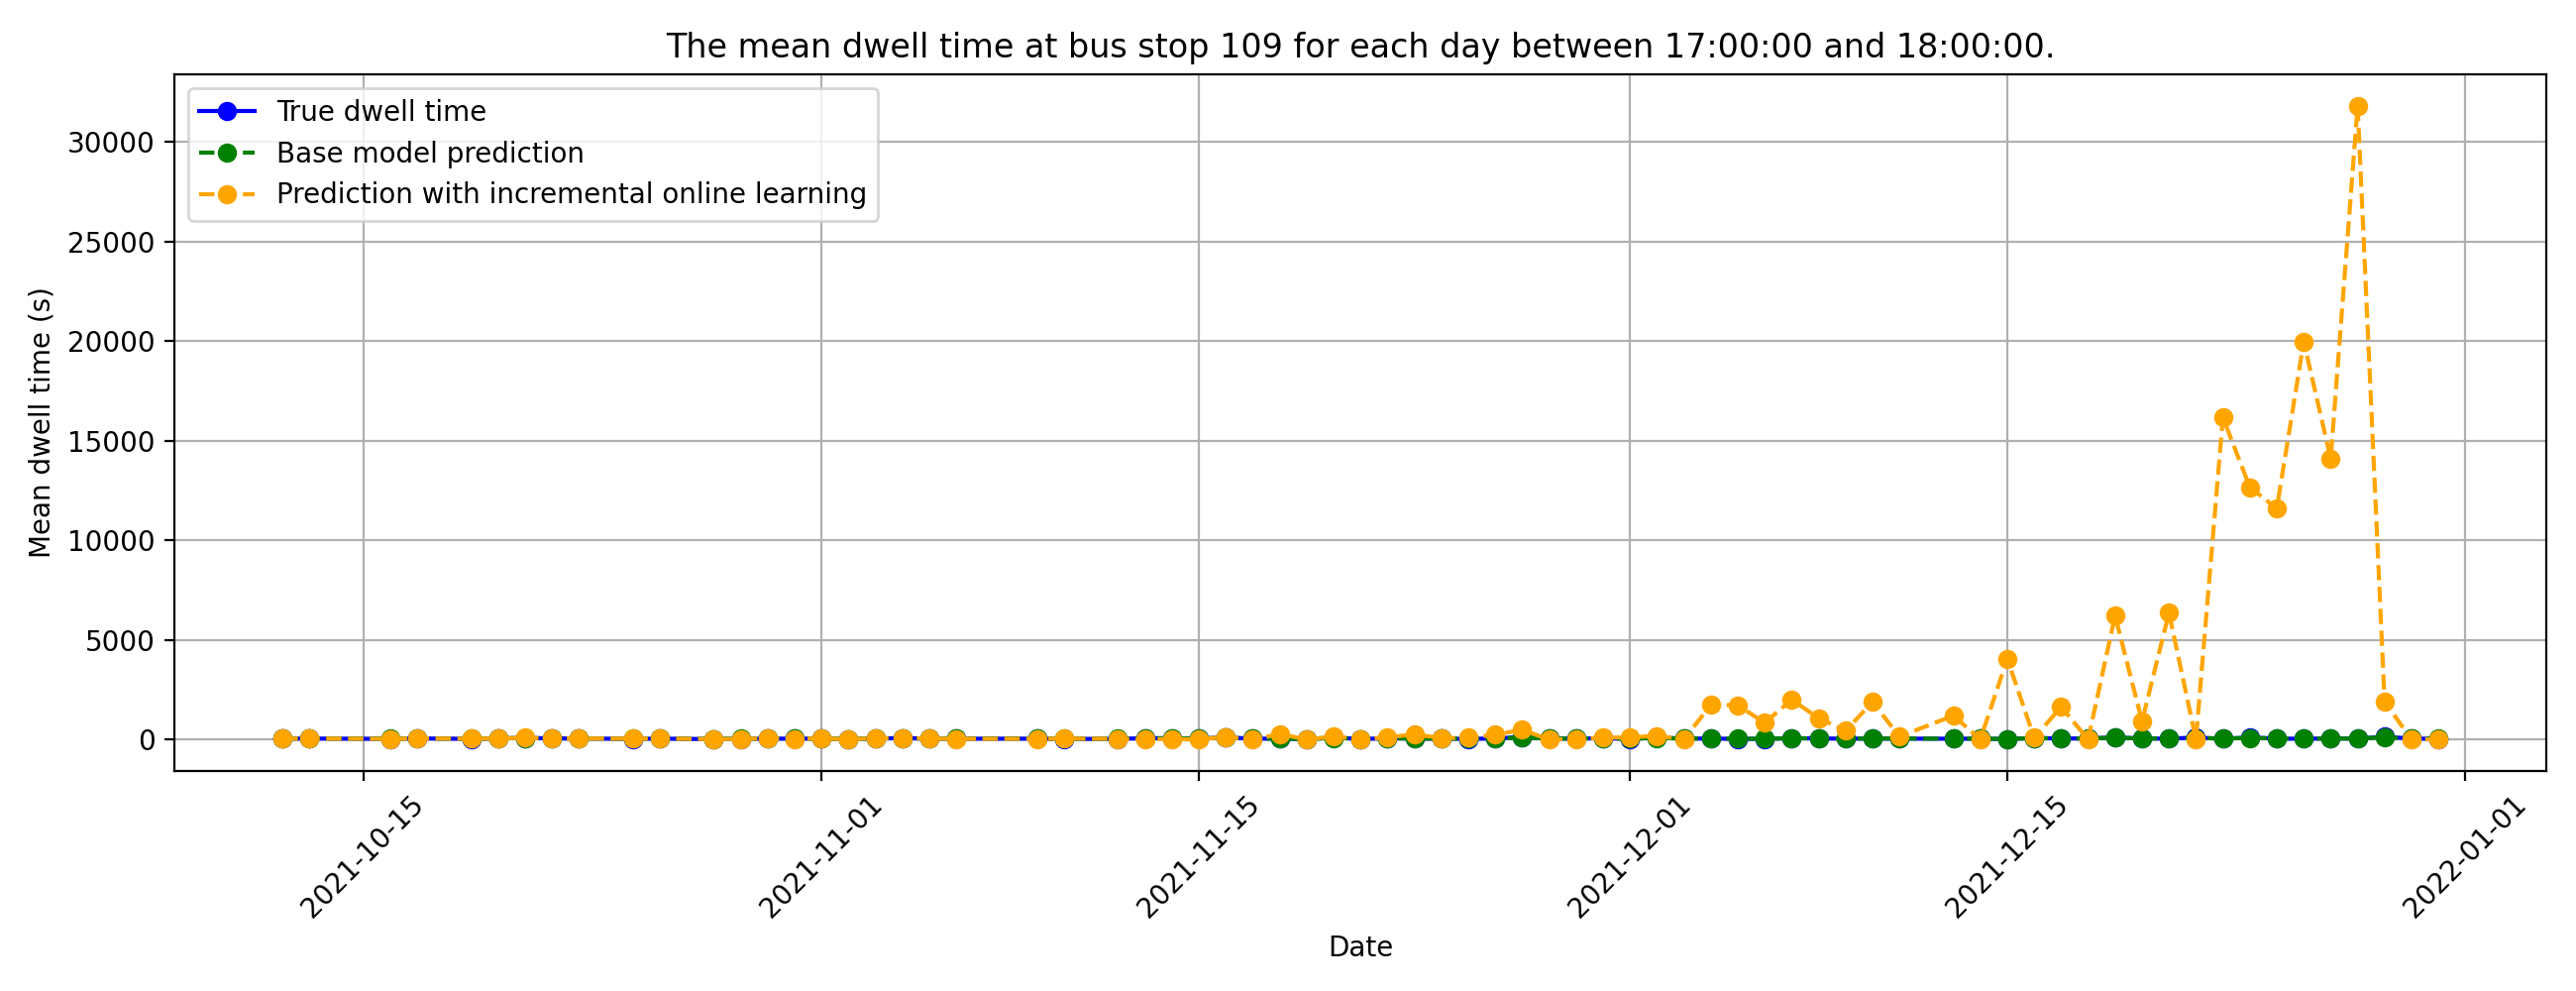 The mean dwell time at bus stop 109 for each day between 17:00:00 and 18:00:00.
True dwell time
Base model prediction
Prediction with incremental online learning
Mean dwell time (s)
30000
25000
20000
15000
10000
5000
0
2021-10-15
2021-11-01
2021-11-15
2021-12-01
2021-12-15
2022-01-01
Date